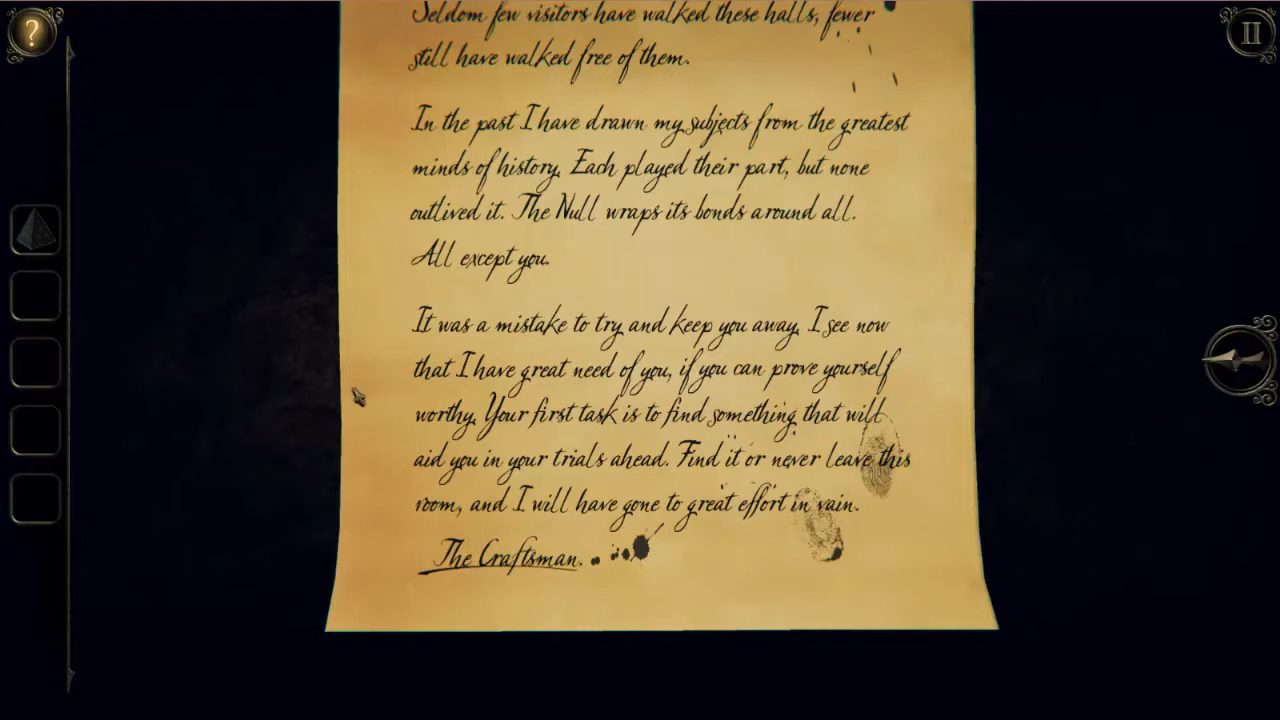 Seldom few visitors have walked these halls, fewer
still have walked free of them.
In the past I have drawn my subjects from the greatest
minds of history. Each played their part, but none
outlived it. The Null wraps its bonds around all.
All except you.
It was a mistake to try and keep you away. I see now
that I have great need of you, if you can prove yourself
worthy. Your first task is to find something that will
aid you in your trials ahead. Find it or never leave this
room, and I will have gone to great effort in vain.
The Craftsman.
?